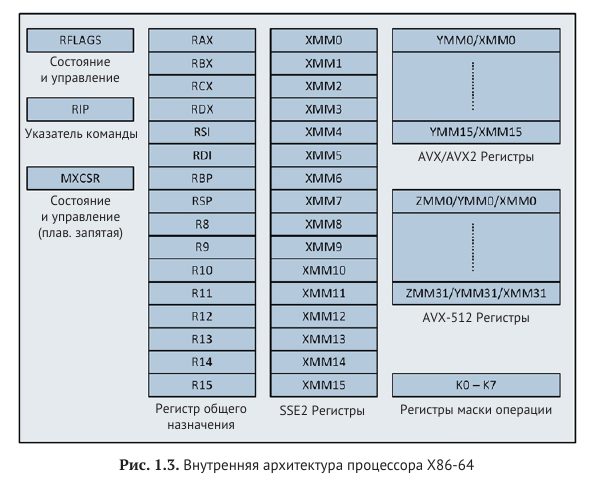 RFLAGS
Состояние
и управление
RIP
Указатель команды
MXCSR
Состояние
и управление
(плав. запятая)
RAX
RBX
RCX
RDX
RSI
RDI
RBP
RSP
R8
R9
R10
R11
R12
R13
R14
R15
Регистр общего
назначения
XMM0
XMM1
XMM2
XMM3
XMM4
XMM5
XMM6
XMM7
XMM8
XMM9
XMM10
XMM11
XMM12
XMM13
XMM14
XMM15
SSE2 Регистры
YMM0/XMM0
YMM15/XMM15
AVX/AVX2 Регистры
ZMM0/YMM0/XMM0
ZMM31/YMM31/XMM31
AVX-512 Регистры
K0 – K7
Регистры маски операции
Рис. 1.3. Внутренняя архитектура процессора X86-64